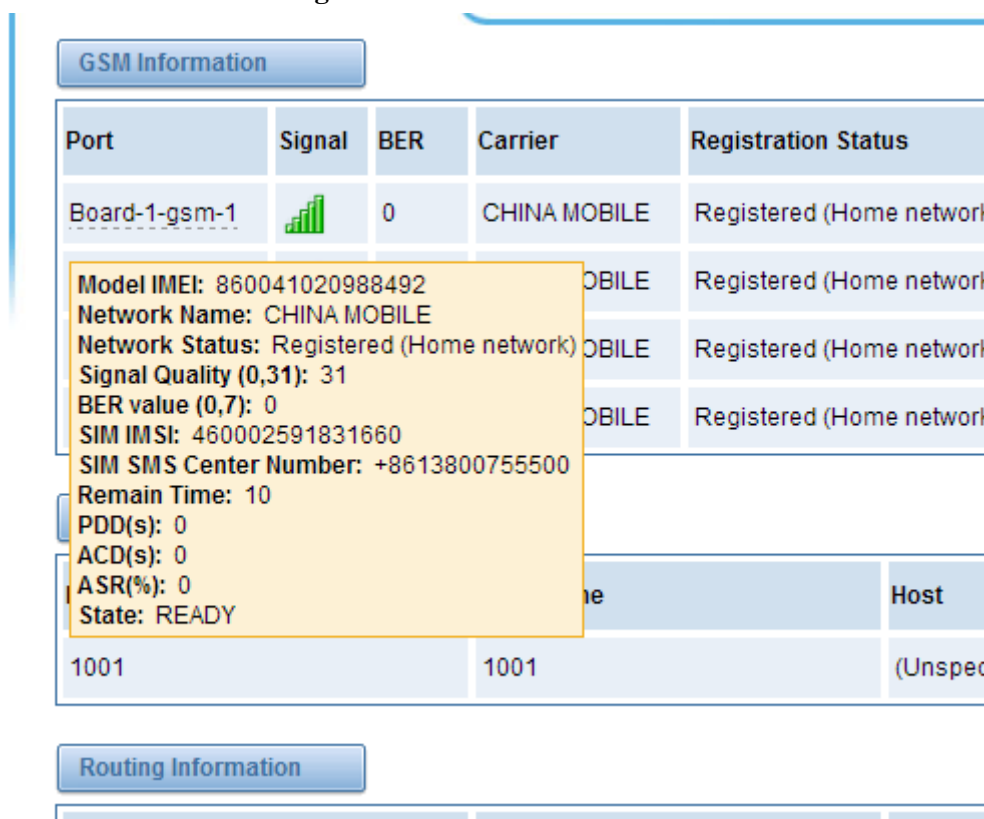 GSM Information
Port Signal BER Carrier Registration Status
Board-1-gsm-1 0 CHINA MOBILE Registered (Home network
OBILE Registered (Home network
OBILE Registered (Home network
OBILE Registered (Home network
Model IMEI: 860041020988492
Network Name: CHINA MOBILE
Network Status: Registered (Home network)
Signal Quality (0,31): 31
BER value (0,7): 0
SIM IMSI: 460002591831660
SIM SMS Center Number: +8613800755500
Remain Time: 10
PDD(s): 0
ACD(s): 0
ASR(%): 0
State: READY
Host
1001 1001 (Unspec
Routing Information